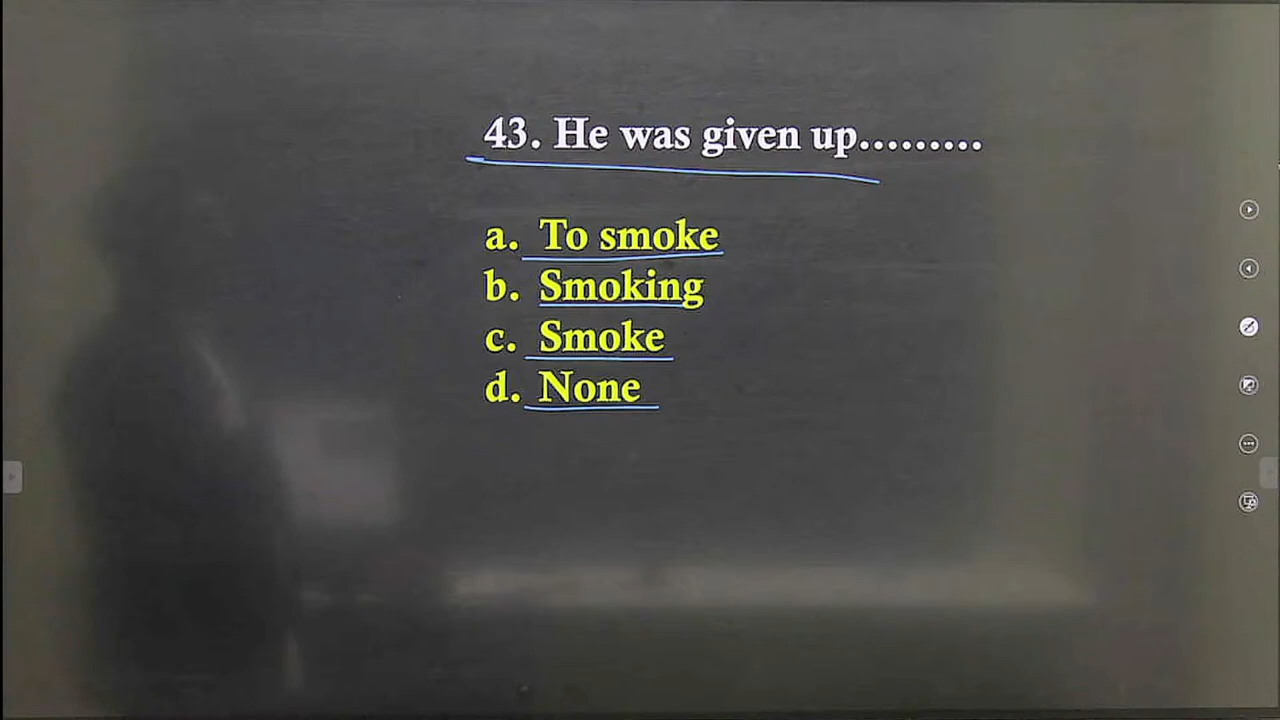 43. He was given up.........
a. To smoke
b. Smoking
c. Smoke
d. None